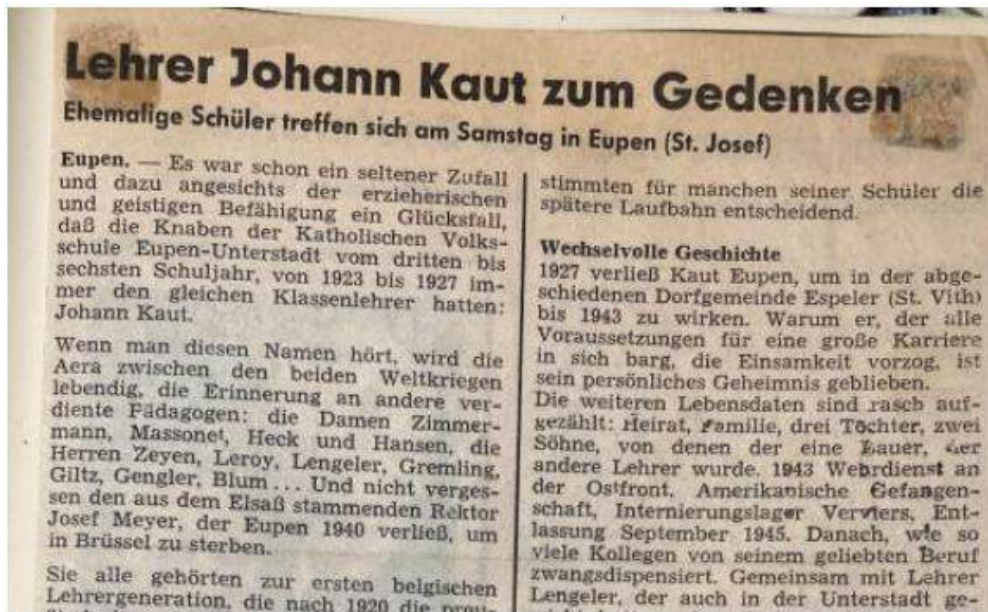 Lehrer Johann Kaut zum Gedenken
Ehemalige Schüler treffen sich am Samstag in Eupen (St. Josef)
Eupen. — Es war schon ein seltener Zufall
und dazu angesichts der erzieherischen
und geistigen Befähigung ein Glücksfall,
daß die Knaben der Katholischen Volks-
schule Eupen-Unterstadt vom dritten bis
sechsten Schuljahr, von 1923 bis 1927 im-
mer den gleichen Klassenlehrer hatten:
Johann Kaut.
Wenn man diesen Namen hört, wird die
Aera zwischen den beiden Weltkriegen
lebendig, die Erinnerung an andere ver-
diente Pädagogen: die Damen Zimmer-
mann, Massonet, Heck und Hansen, die
Herren Zeyen, Leroy, Lengeler, Gremling,
Giltz, Gengler, Blum ... Und nicht verges-
sen den aus dem Elsaß stammenden Rektor
Josef Meyer, der Eupen 1940 verließ, um
in Brüssel zu sterben.
Sie alle gehörten zur ersten belgischen
Lehrergeneration, die nach 1920 die
stimmten für manchen seiner Schüler die
spätere Laufbahn entscheidend.
Wechselvolle Geschichte
1927 verließ Kaut Eupen, um in der abge-
schiedenen Dorfgemeinde Espeler (St. Vith)
bis 1943 zu wirken. Warum er, der alle
Voraussetzungen für eine große Karriere
in sich barg, die Einsamkeit vorzog, ist
sein persönliches Geheimnis geblieben.
Die weiteren Lebensdaten sind rasch auf-
gezählt: Heirat, Familie, drei Töchter, zwei
Söhne, von denen der eine Bauer, der
andere Lehrer wurde. 1943 Wehrdienst an
der Ostfront, Amerikanische Gefangen-
schaft, Internierungslager Verviers, Ent-
lassung September 1945. Danach, wie so
viele Kollegen von seinem geliebten Beruf
zwangsdispensiert. Gemeinsam mit Lehrer
Lengeler, der auch in der Unterstadt ge-